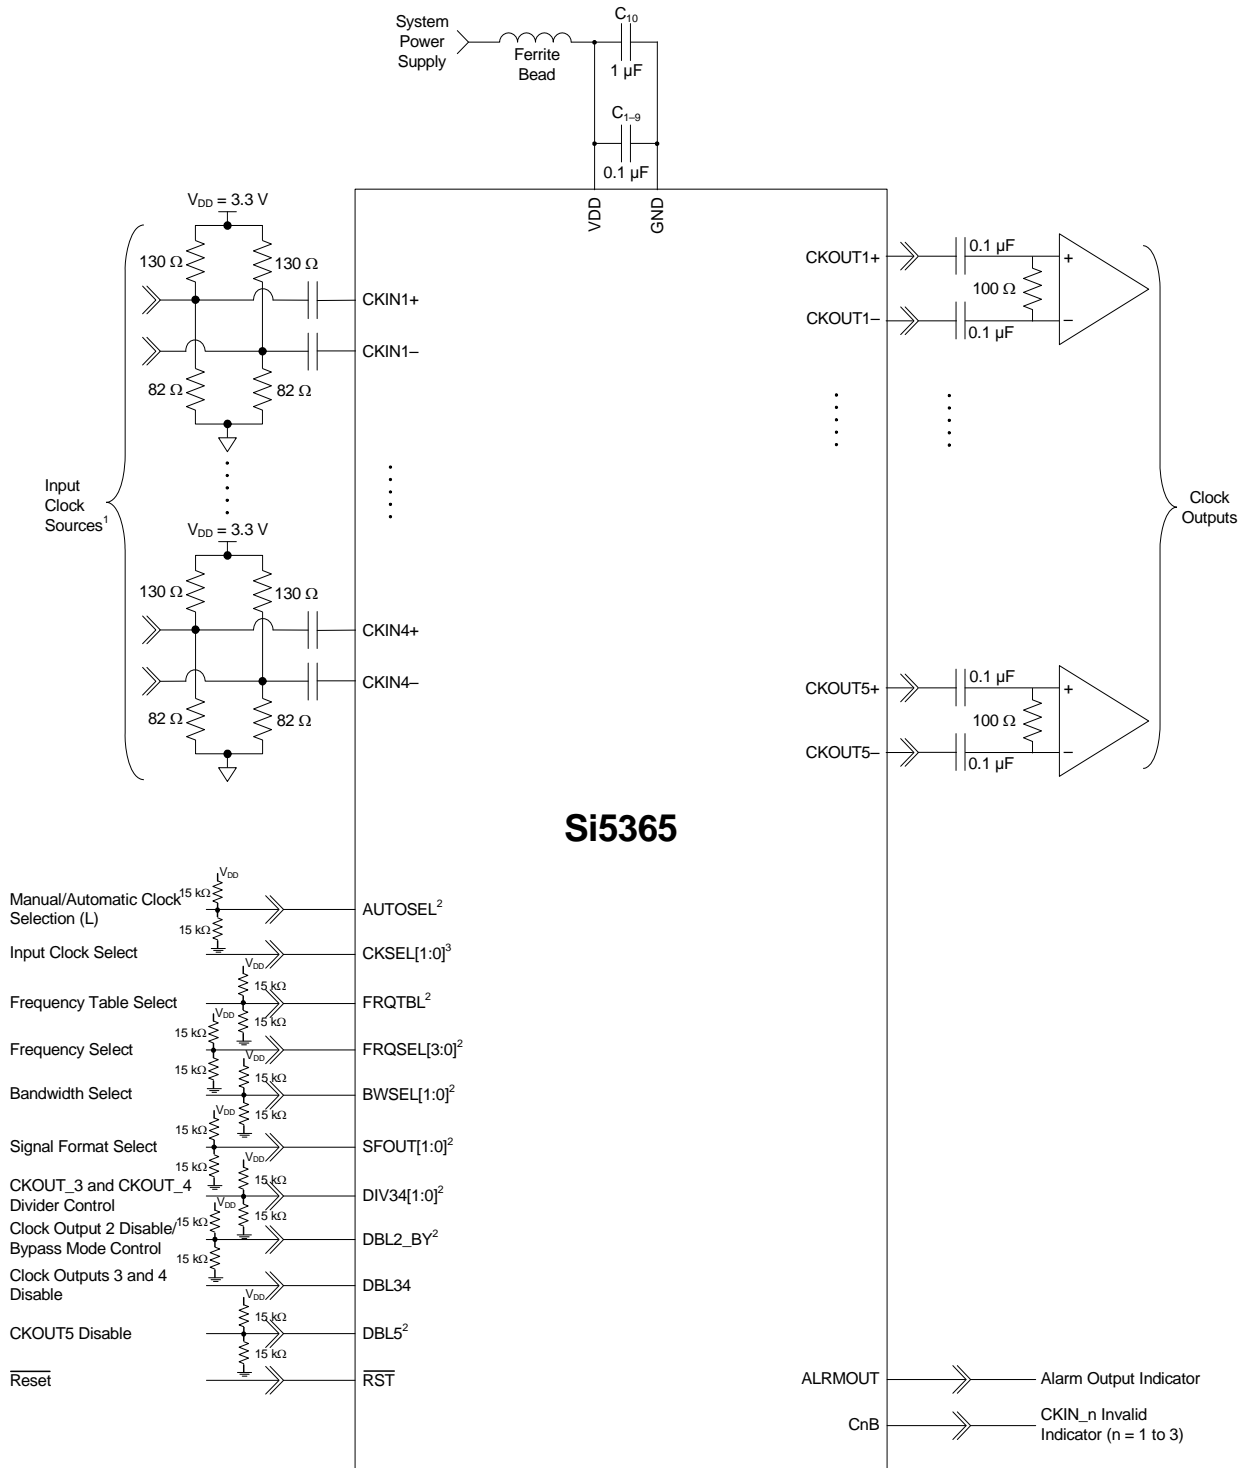 System
Power
Supply
Ferrite
Bead
C10
1 µF
C1–9
0.1 µF
VDD
GND
VDD = 3.3 V
130 Ω
130 Ω
CKIN1+
CKIN1–
82 Ω
82 Ω
Input
Clock
Sources1
VDD = 3.3 V
130 Ω
130 Ω
CKIN4+
CKIN4–
82 Ω
82 Ω
CKOUT1+
0.1 µF
+
100 Ω
CKOUT1–
–
0.1 µF
Clock
Outputs
CKOUT5+
0.1 µF
+
100 Ω
CKOUT5–
–
0.1 µF
Si5365
Manual/Automatic Clock
Selection (L)
VDD
15 kΩ
15 kΩ
AUTOSEL2
Input Clock Select
CKSEL[1:0]3
Frequency Table Select
VDD
15 kΩ
15 kΩ
FRQTBL2
Frequency Select
VDD
15 kΩ
15 kΩ
FRQSEL[3:0]2
Bandwidth Select
VDD
15 kΩ
15 kΩ
BWSEL[1:0]2
Signal Format Select
VDD
15 kΩ
15 kΩ
SFOUT[1:0]2
CKOUT_3 and CKOUT_4
Divider Control
VDD
15 kΩ
15 kΩ
DIV34[1:0]2
Clock Output 2 Disable/
Bypass Mode Control
VDD
15 kΩ
15 kΩ
DBL2_BY2
Clock Outputs 3 and 4
Disable
DBL34
CKOUT5 Disable
VDD
15 kΩ
15 kΩ
DBL52
Reset
RST
ALRMOUT
Alarm Output Indicator
CnB
CKIN_n Invalid
Indicator (n = 1 to 3)